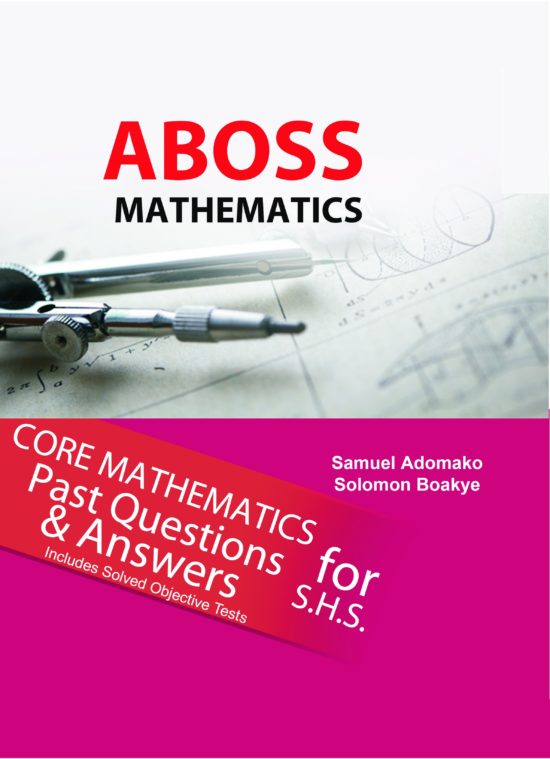 ABOSS
MATHEMATICS
Samuel Adomako
Solomon Boakye
CORE MATHEMATICS
Past Questions
& Answers
for
S.H.S.
Includes Solved Objective Tests